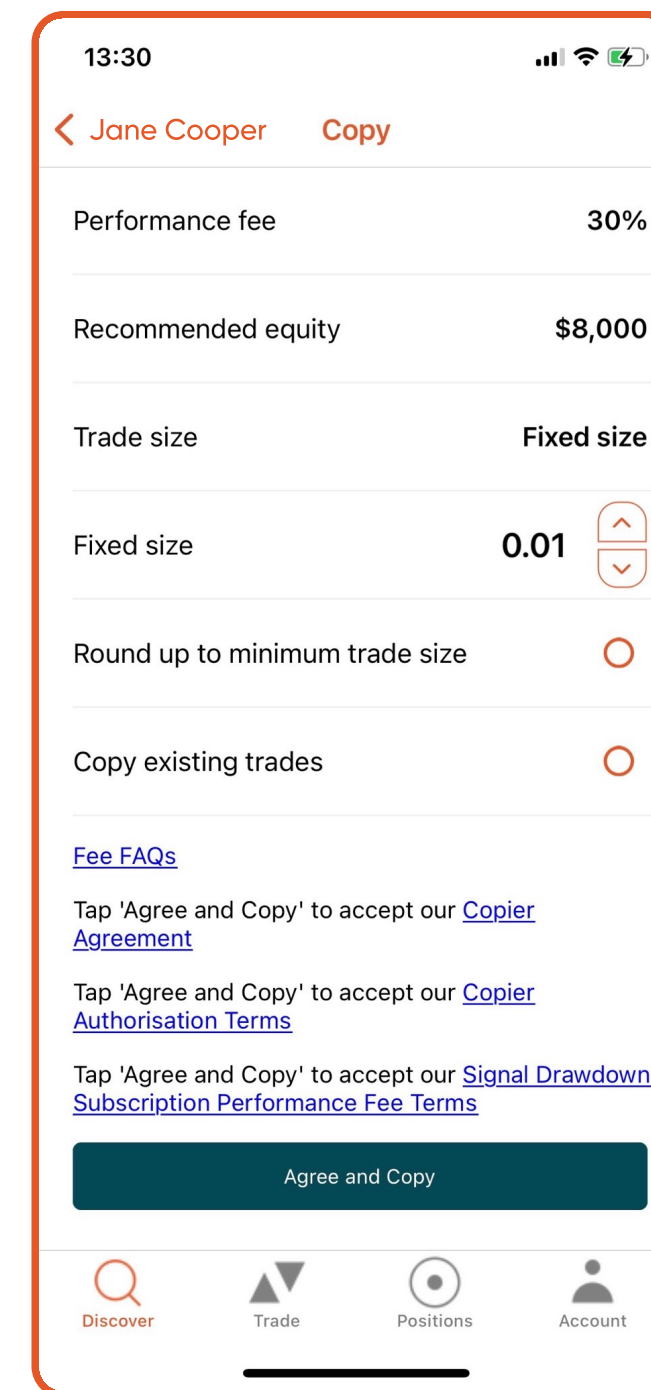 13:30
Jane Cooper Copy
Performance fee 30%
Recommended equity $8,000
Trade size Fixed size
Fixed size 0.01
Round up to minimum trade size
Copy existing trades
Fee FAQs
Tap 'Agree and Copy' to accept our Copier
Agreement
Tap 'Agree and Copy' to accept our Copier
Authorisation Terms
Tap 'Agree and Copy' to accept our Signal Drawdown
Subscription Performance Fee Terms
Agree and Copy
Discover Trade Positions Account